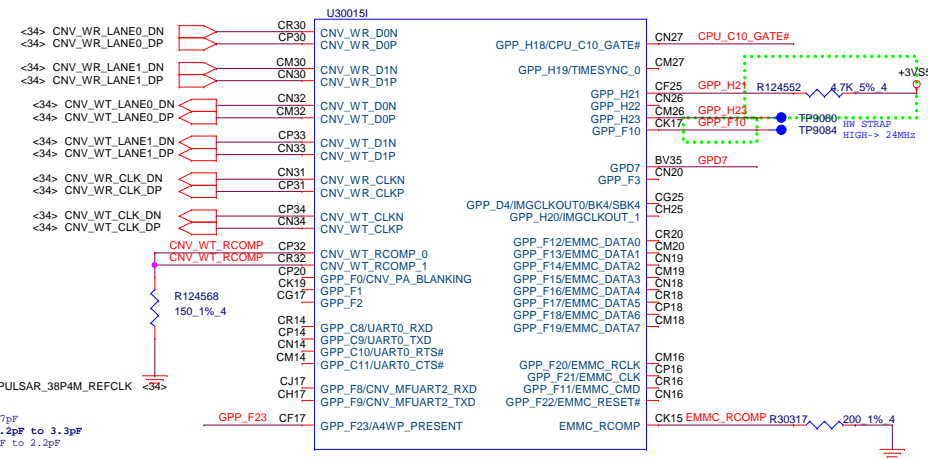 U30015I
<34> CNV_WR_LANE0_DN CR30 CNV_WR_D0N
<34> CNV_WR_LANE0_DP CP30 CNV_WR_D0P
<34> CNV_WR_LANE1_DN CM30 CNV_WR_D1N
<34> CNV_WR_LANE1_DP CN30 CNV_WR_D1P
<34> CNV_WT_LANE0_DN CN32 CNV_WT_D0N
<34> CNV_WT_LANE0_DP CM32 CNV_WT_D0P
<34> CNV_WT_LANE1_DN CP33 CNV_WT_D1N
<34> CNV_WT_LANE1_DP CN33 CNV_WT_D1P
<34> CNV_WR_CLK_DN CN31 CNV_WR_CLKN
<34> CNV_WR_CLK_DP CP31 CNV_WR_CLKP
<34> CNV_WT_CLK_DN CP34 CNV_WT_CLKN
<34> CNV_WT_CLK_DP CN34 CNV_WT_CLKP
CNV_WT_RCOMP CP32 CNV_WT_RCOMP_0
CNV_WT_RCOMP CR32 CNV_WT_RCOMP_1
CP20 GPP_F0/CNV_PA_BLANKING
CK19 GPP_F1
CG17 GPP_F2
R124568
150_1%_4
CR14 GPP_C8/UART0_RXD
CP14 GPP_C9/UART0_TXD
CN14 GPP_C10/UART0_RTS#
CM14 GPP_C11/UART0_CTS#
PULSAR_38P4M_REFCLK <34>
CJ17 GPP_F8/CNV_MFUART2_RXD
CH17 GPP_F9/CNV_MFUART2_TXD
7pF
.2pF to 3.3pF
F to 2.2pF
GPP_F23 CF17 GPP_F23/A4WP_PRESENT
GPP_H18/CPU_C10_GATE# CN27 CPU_C10_GATE#
GPP_H19/TIMESYNC_0 CM27
+3VS5
GPP_H21 CF25 GPP_H21 R124552 4.7K_5%_4
GPP_H22 CN26
GPP_H23 CM26 GPP_H23 TP9080
GPP_F10 CK17 GPP_F10 TP9084
HW STRAP
HIGH-> 24MHz
GPD7 BV35 GPD7
GPP_F3 CN20
GPP_D4/IMGCLKOUT0/BK4/SBK4 CG25
GPP_H20/IMGCLKOUT_1 CH25
GPP_F12/EMMC_DATA0 CR20
GPP_F13/EMMC_DATA1 CM20
GPP_F14/EMMC_DATA2 CN19
GPP_F15/EMMC_DATA3 CM19
GPP_F16/EMMC_DATA4 CN18
GPP_F17/EMMC_DATA5 CR18
GPP_F18/EMMC_DATA6 CP18
GPP_F19/EMMC_DATA7 CM18
GPP_F20/EMMC_RCLK CM16
GPP_F21/EMMC_CLK CP16
GPP_F11/EMMC_CMD CR16
GPP_F22/EMMC_RESET# CN16
EMMC_RCOMP CK15 EMMC_RCOMP R30317 200_1%_4